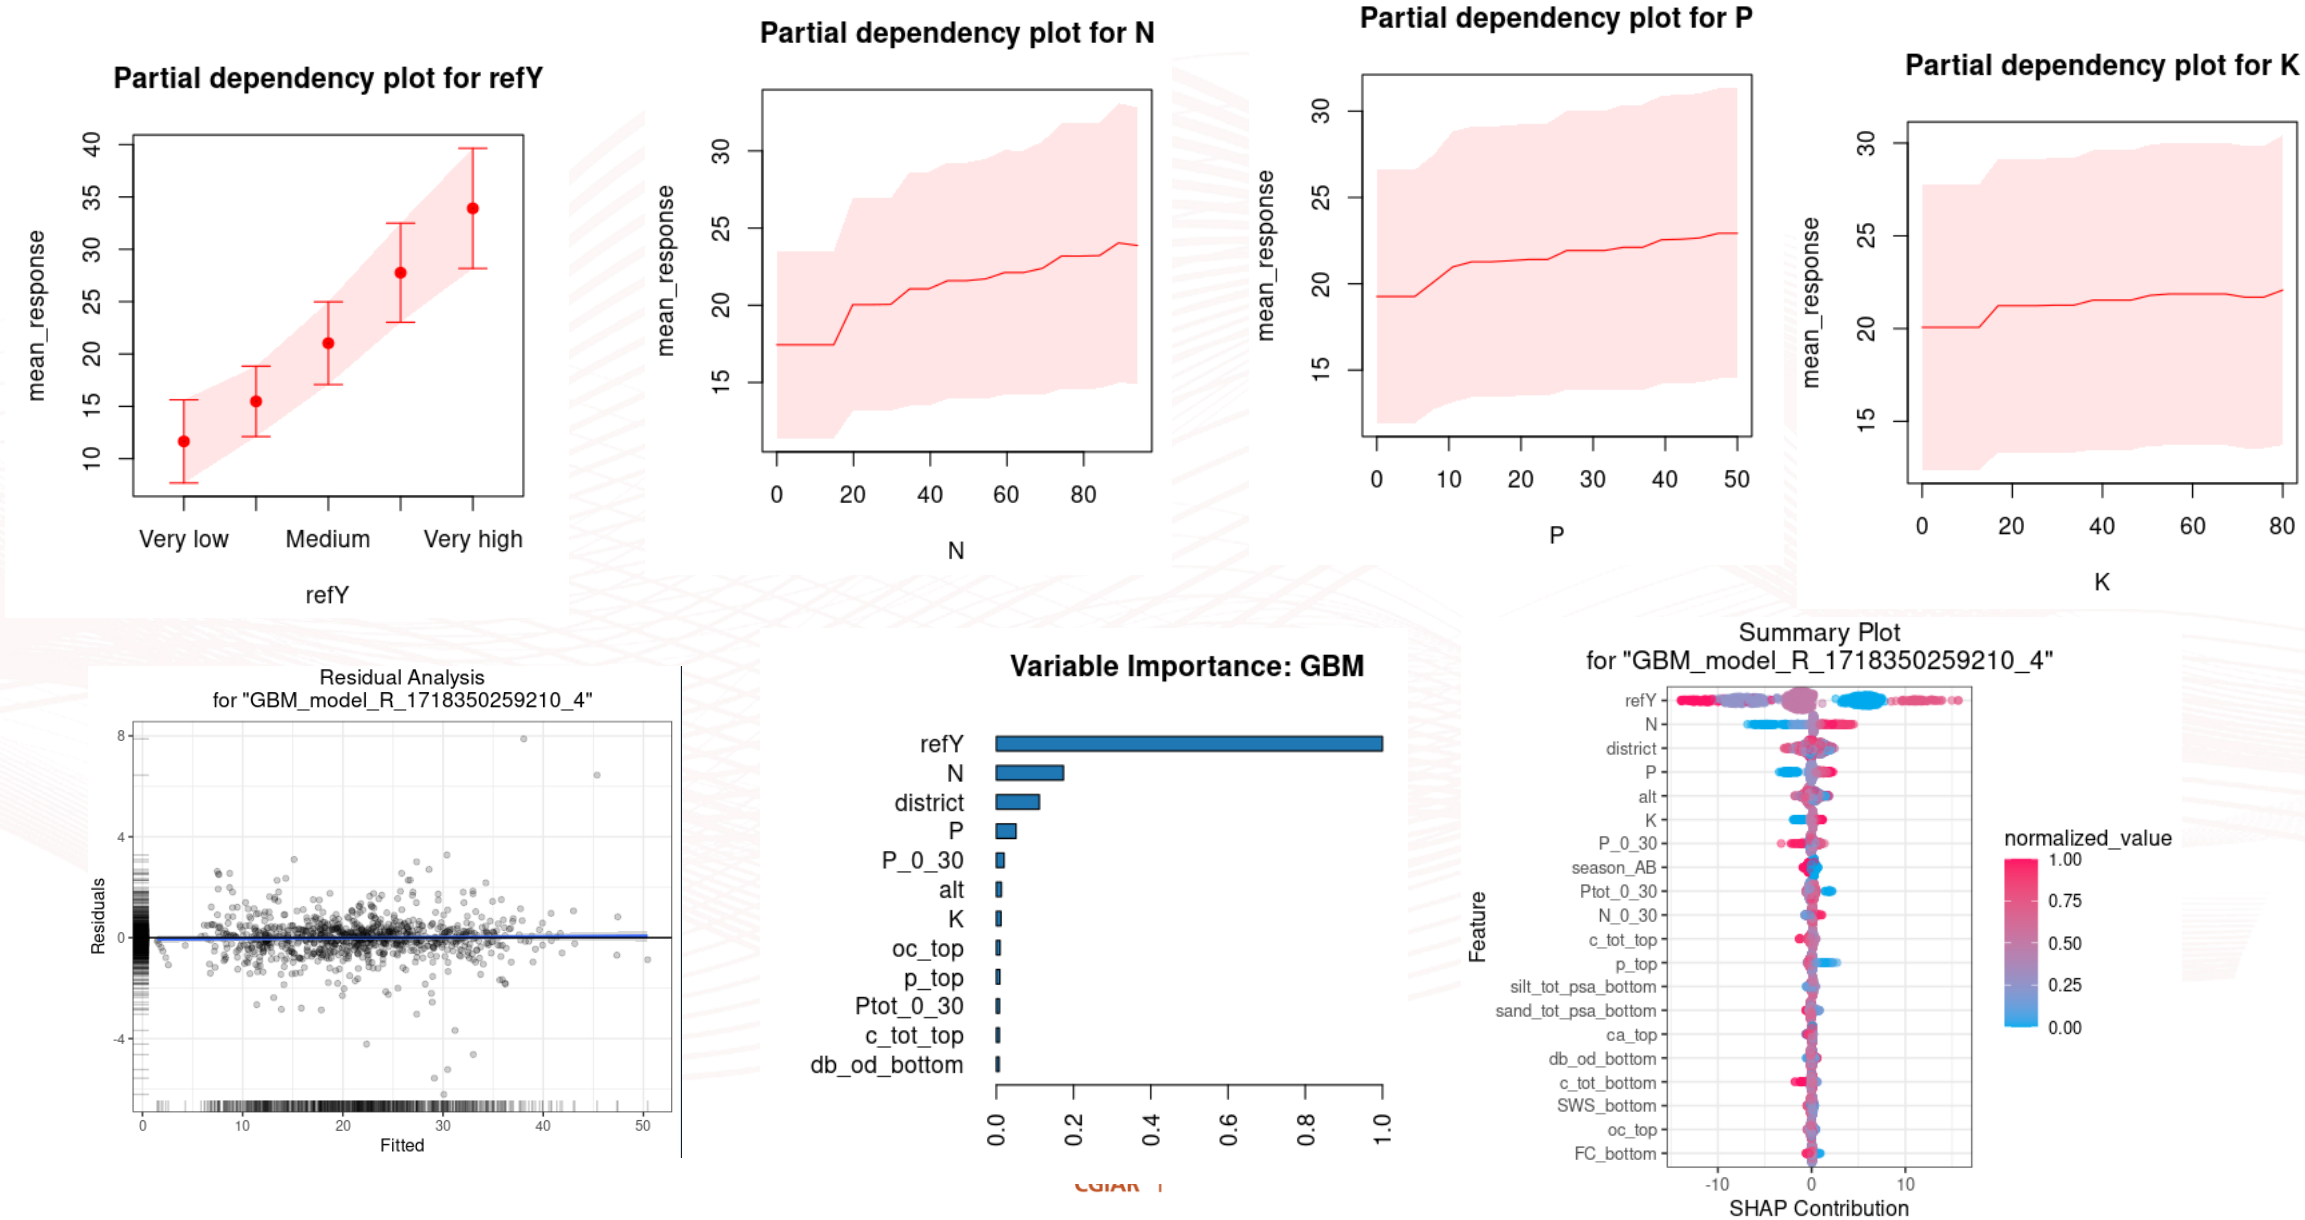 Partial dependency plot for refY
mean_response
40
35
30
25
20
15
10
Very low
Medium
Very high
refY
Partial dependency plot for N
mean_response
30
25
20
15
0
20
40
60
80
N
Partial dependency plot for P
mean_response
30
25
20
15
0
10
20
30
40
50
P
Partial dependency plot for K
mean_response
30
25
20
15
0
20
40
60
80
K
Residual Analysis
for "GBM_model_R_1718350259210_4"
Residuals
8
4
0
-4
0
10
20
30
40
50
Fitted
Variable Importance: GBM
refY
N
district
P
P_0_30
alt
K
oc_top
p_top
Ptot_0_30
c_tot_top
db_od_bottom
0.0
0.2
0.4
0.6
0.8
1.0
CGIAR
Summary Plot
for "GBM_model_R_1718350259210_4"
Feature
refY
N
district
P
alt
K
P_0_30
season_AB
Ptot_0_30
N_0_30
c_tot_top
p_top
silt_tot_psa_bottom
sand_tot_psa_bottom
ca_top
db_od_bottom
c_tot_bottom
SWS_bottom
oc_top
FC_bottom
-10
0
10
SHAP Contribution
normalized_value
1.00
0.75
0.50
0.25
0.00